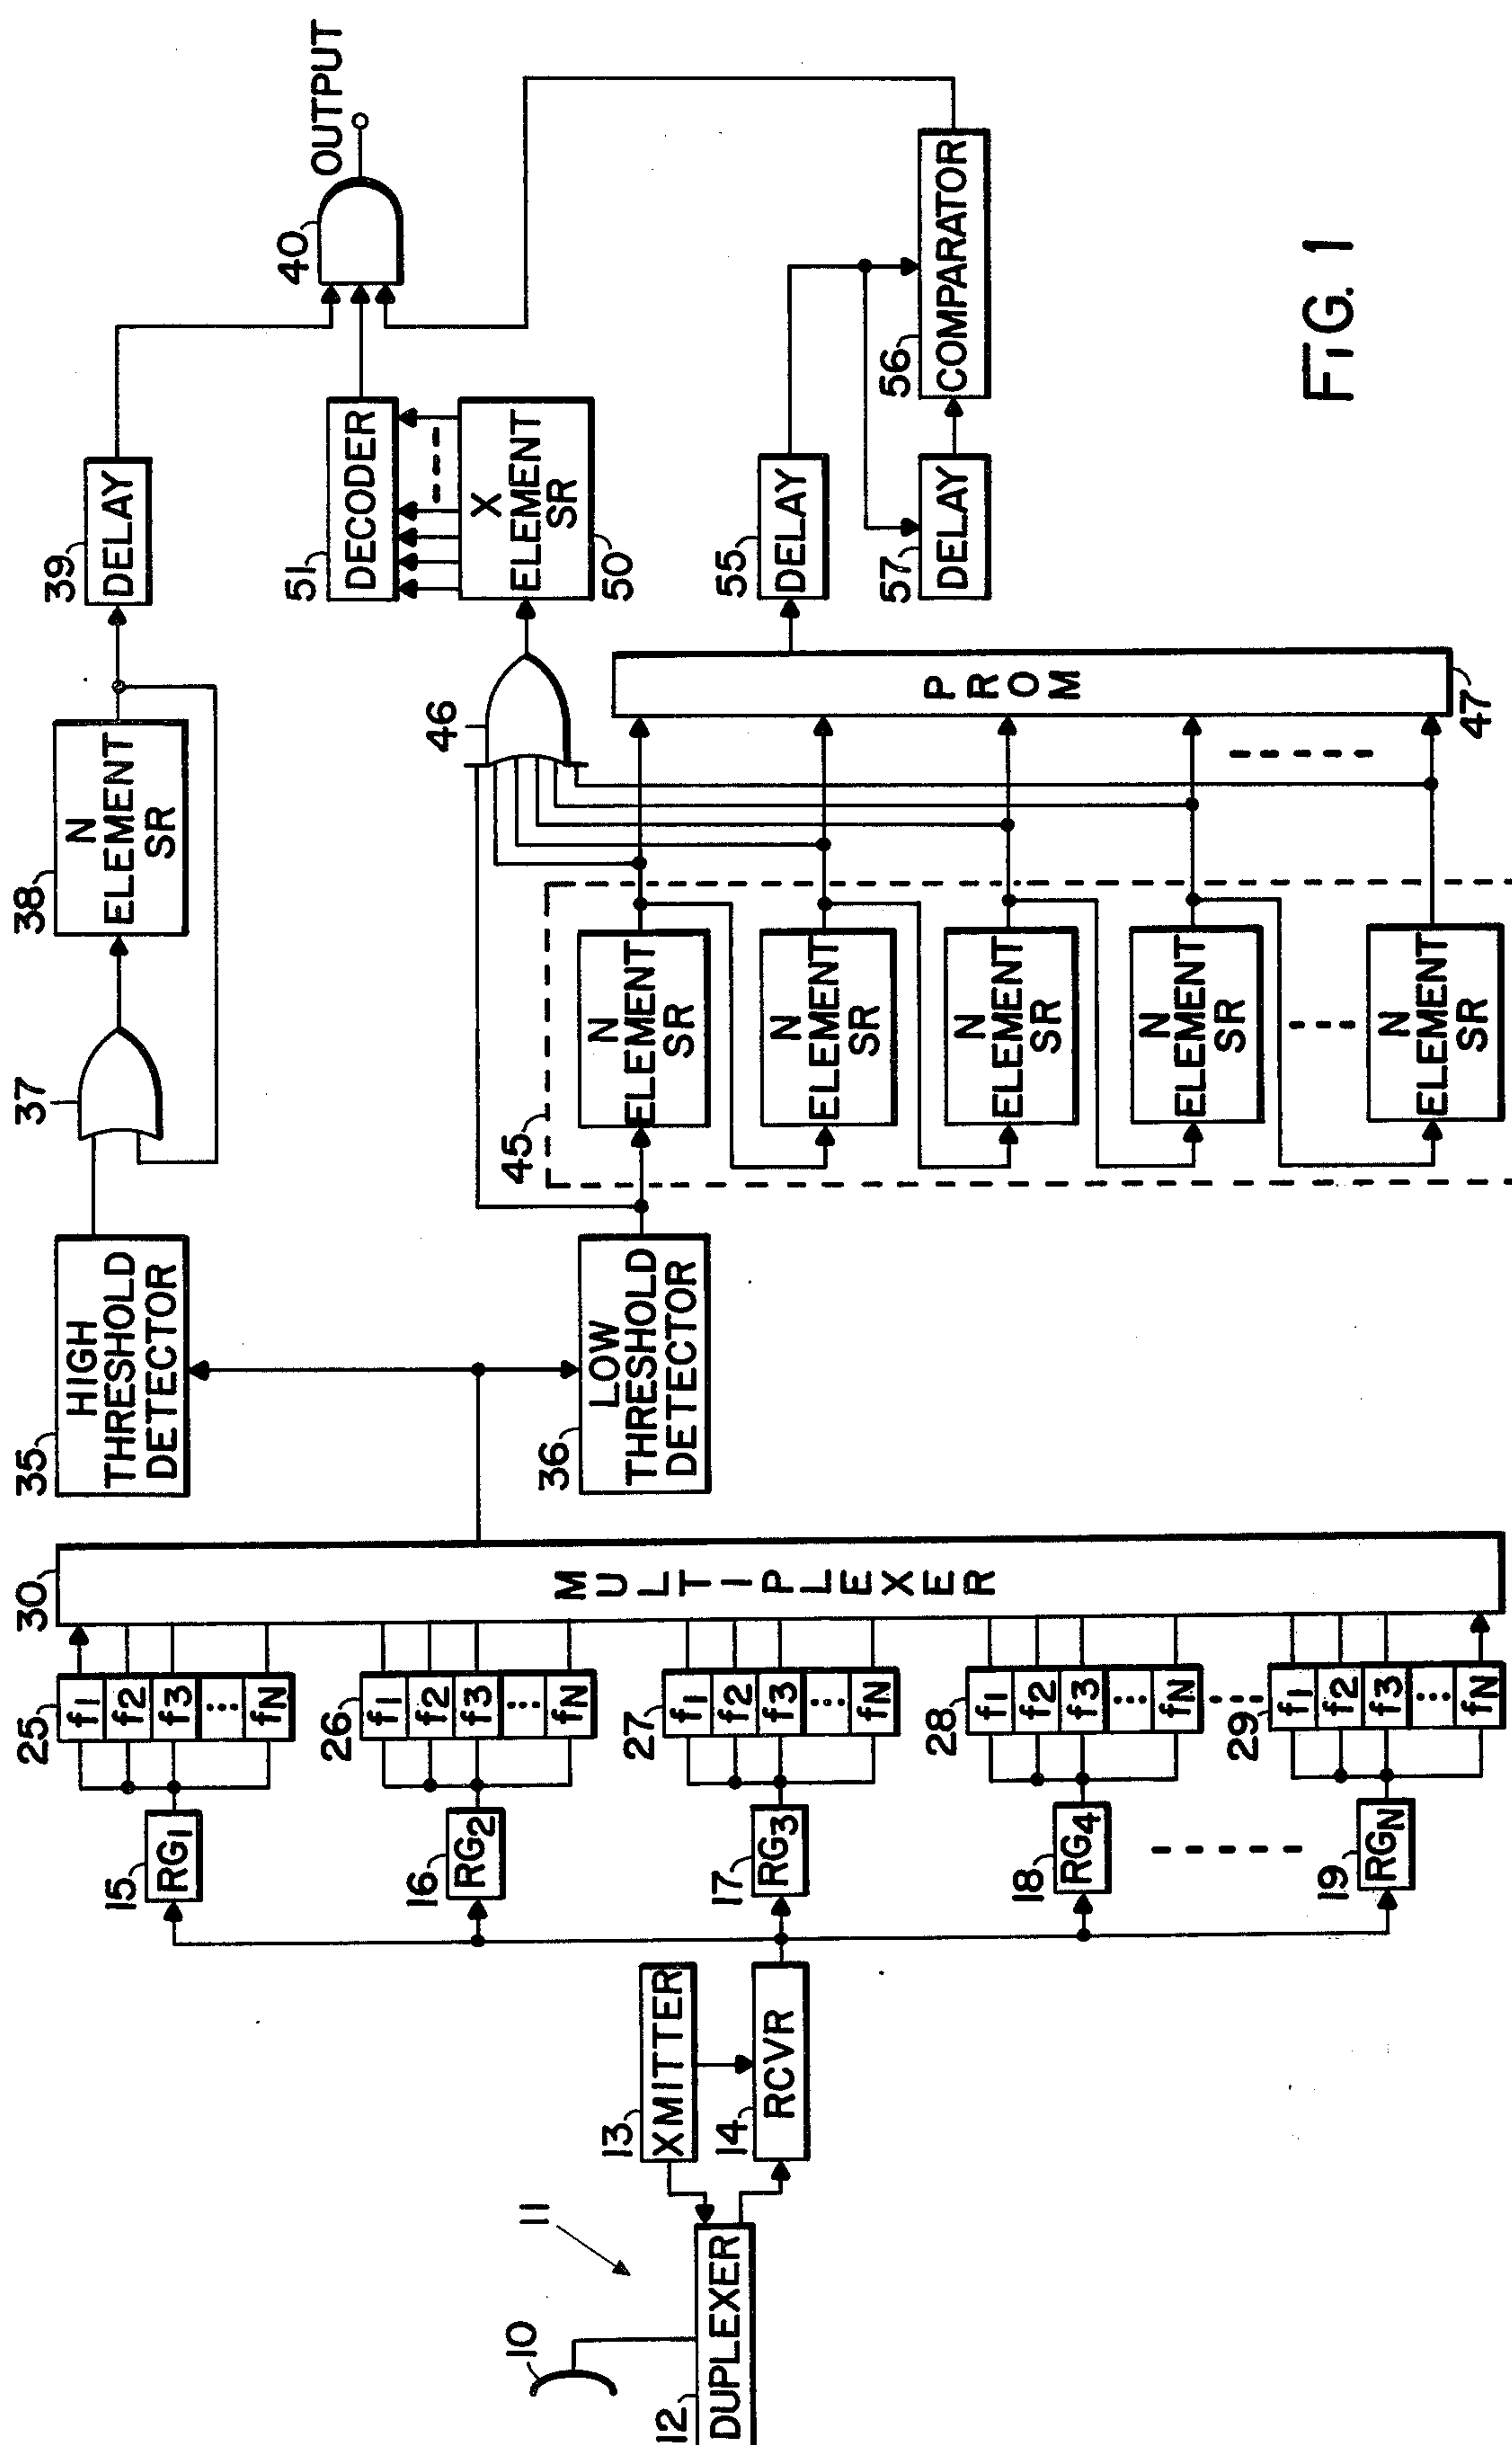 10
11
12
DUPLEXER
13
XMITTER
14
RCVR
15
RG1
16
RG2
17
RG3
18
RG4
19
RGN
25
f1
f2
f3
...
fN
26
f1
f2
f3
...
fN
27
f1
f2
f3
...
fN
28
f1
f2
f3
...
fN
29
f1
f2
f3
...
fN
30
MULTIPLEXER
35
HIGH
THRESHOLD
DETECTOR
36
LOW
THRESHOLD
DETECTOR
37
38
N
ELEMENT
SR
39
DELAY
40
OUTPUT
45
N
ELEMENT
SR
N
ELEMENT
SR
N
ELEMENT
SR
N
ELEMENT
SR
N
ELEMENT
SR
46
PROM
47
51
DECODER
X
ELEMENT
SR
50
55
DELAY
57
DELAY
56
COMPARATOR
FIG. 1